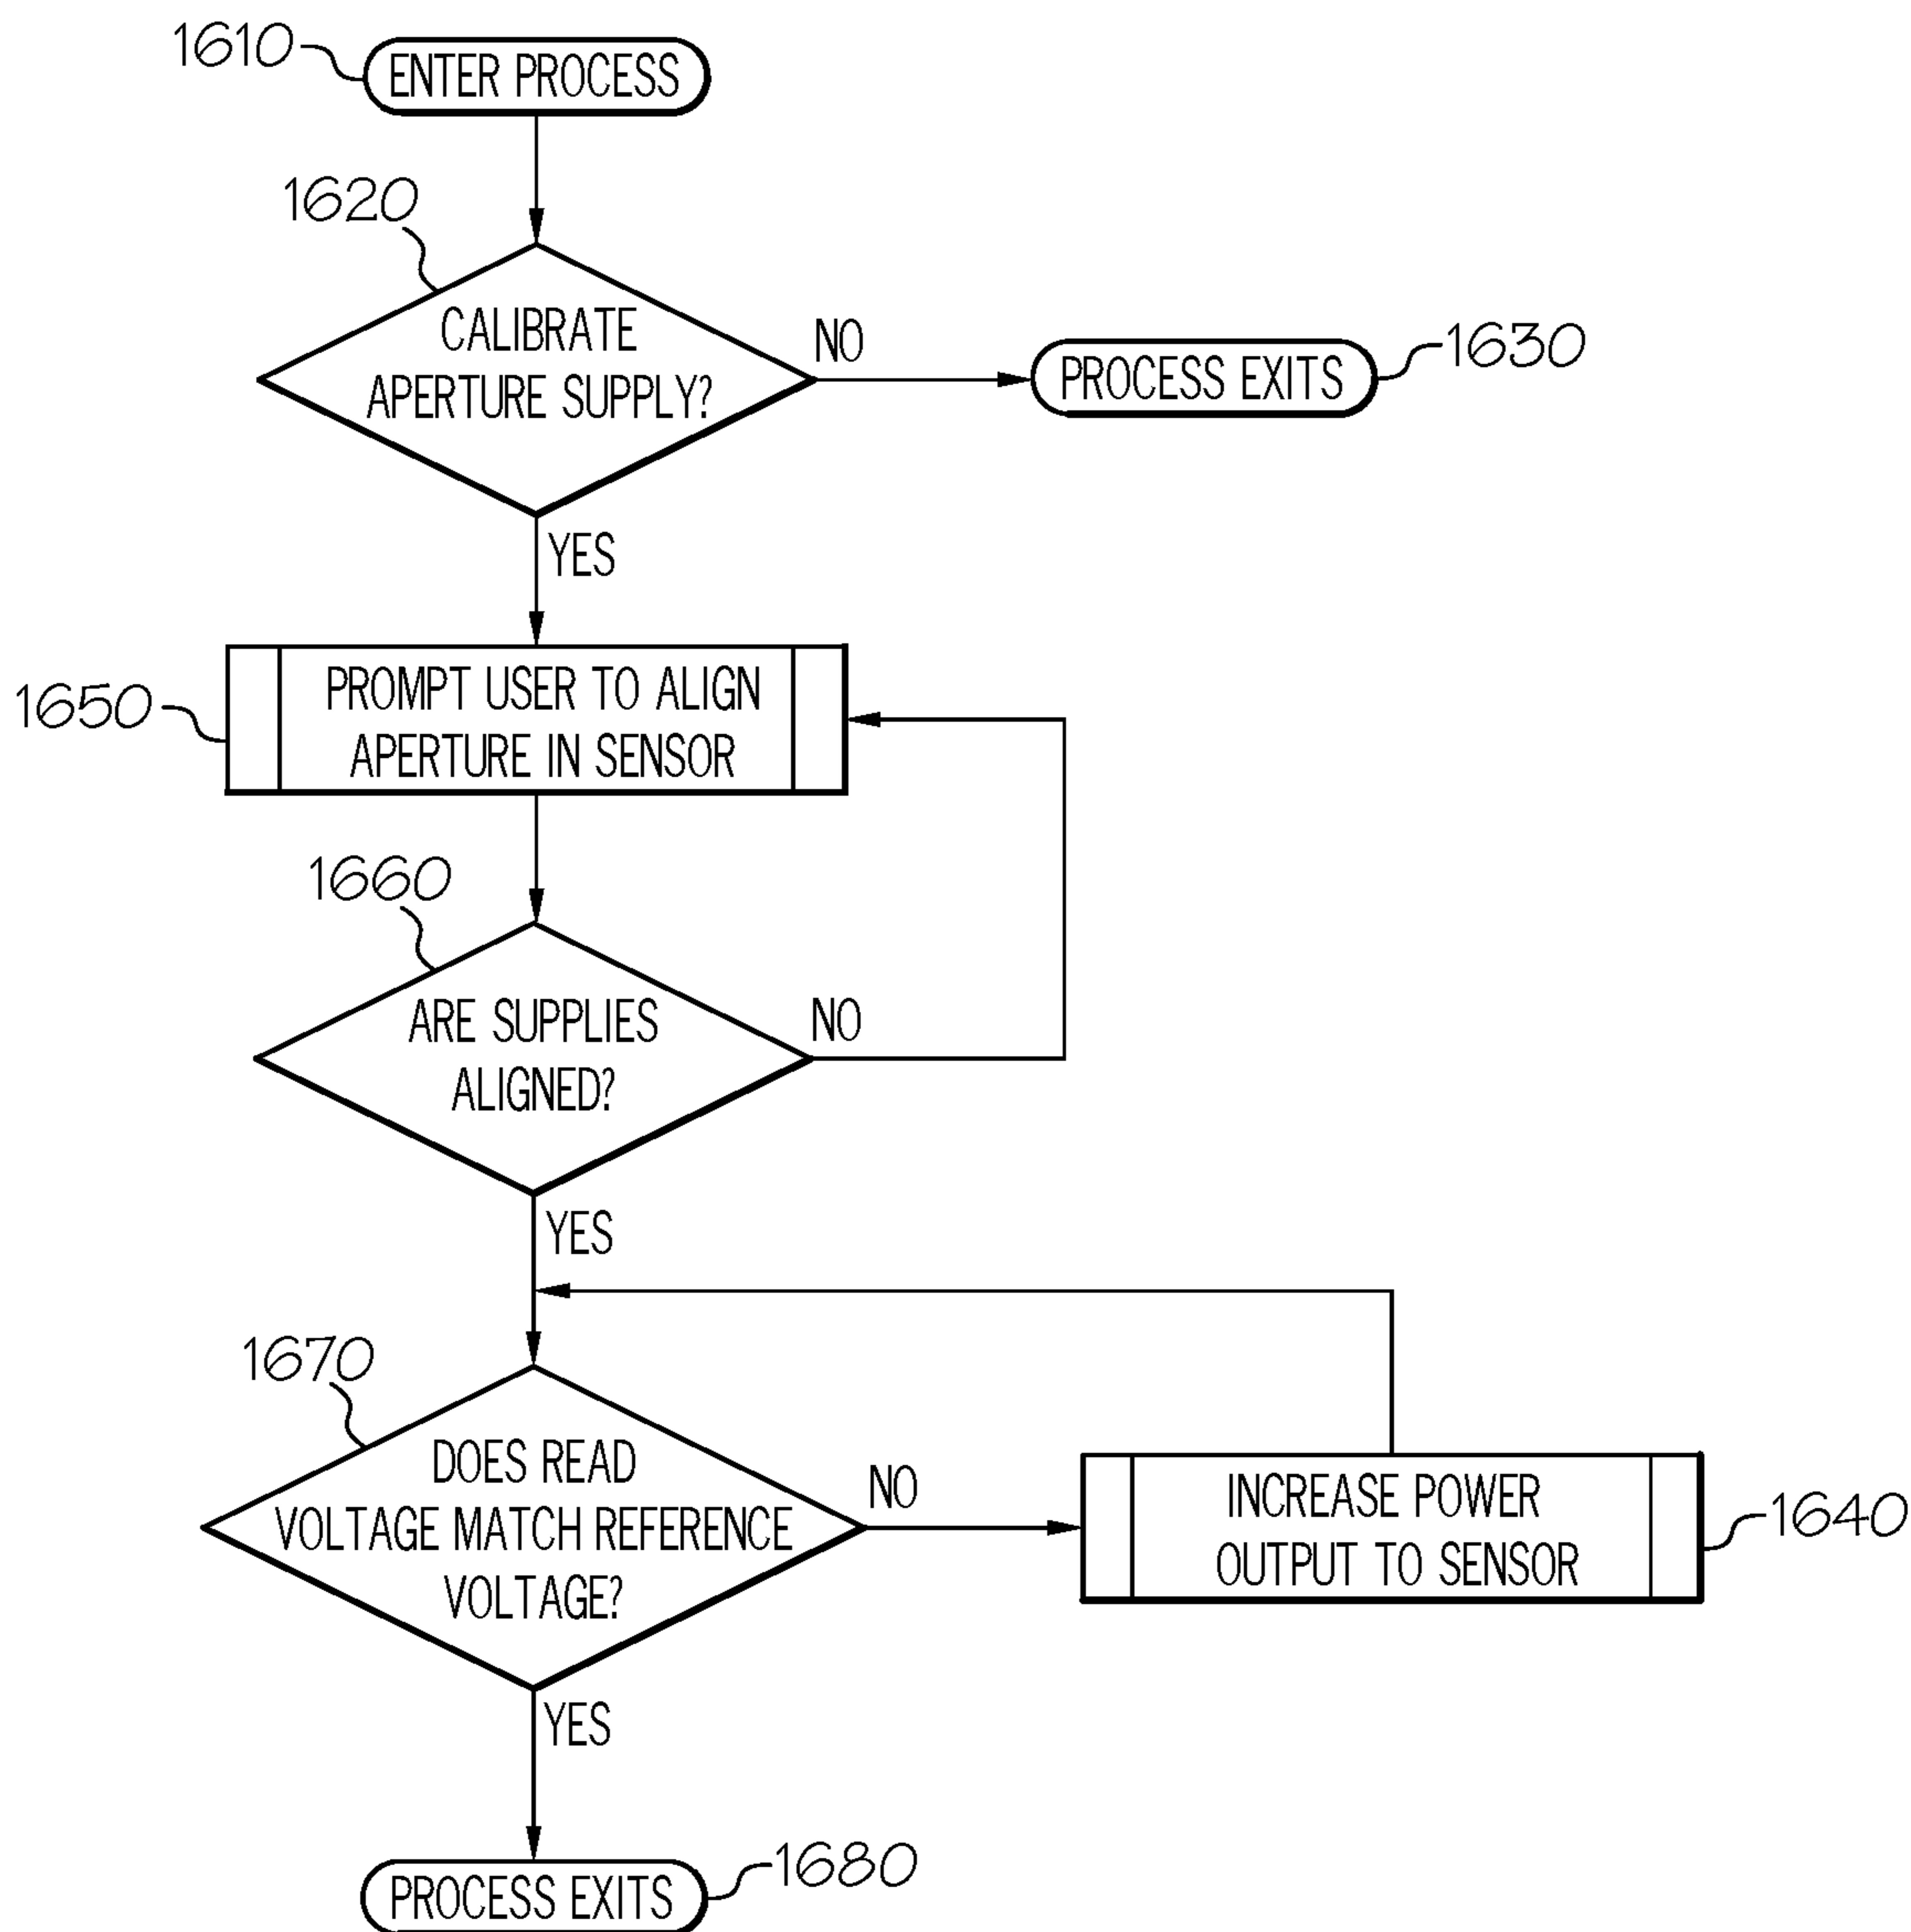 1610
ENTER PROCESS
1620
CALIBRATE
APERTURE SUPPLY?
NO
PROCESS EXITS
1630
YES
1650
PROMPT USER TO ALIGN
APERTURE IN SENSOR
1660
ARE SUPPLIES
ALIGNED?
NO
YES
1670
DOES READ
VOLTAGE MATCH REFERENCE
VOLTAGE?
NO
INCREASE POWER
OUTPUT TO SENSOR
1640
YES
PROCESS EXITS
1680